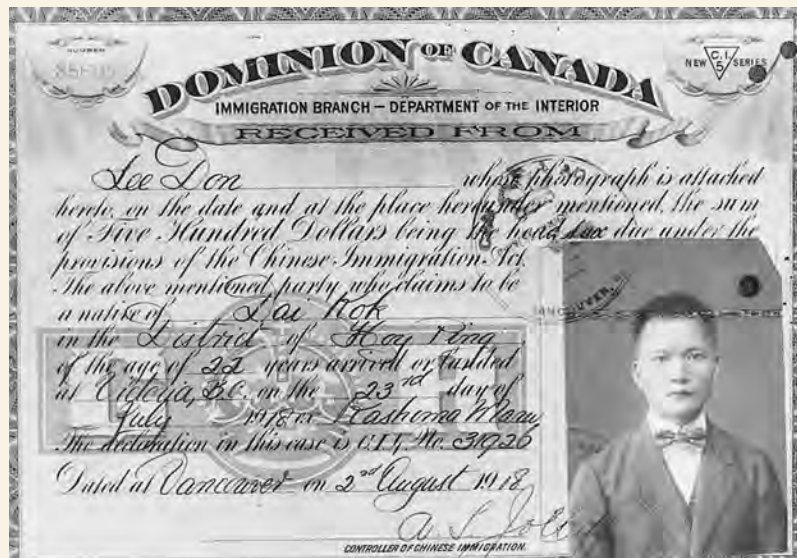 NUMBER
DOMINION OF CANADA
NEW C.I. 5 SERIES
IMMIGRATION BRANCH – DEPARTMENT OF THE INTERIOR
RECEIVED FROM
Lee Don whose photograph is attached
hereto, on the date and at the place hereunder mentioned, the sum
of Five Hundred Dollars being the head tax due under the
provisions of the Chinese Immigration Act.
The above mentioned party who claims to be
a native of Dai Kok
in the District of Hoy Ping
of the age of 22 years arrived or landed
at Victoria, B.C. on the 23rd day of
July 1918 Kashima Maru
The declaration in this case is C.I.4. No. 31926
Dated at Vancouver on 2nd August 1918
CONTROLLER OF CHINESE IMMIGRATION.
VANCOUVER,